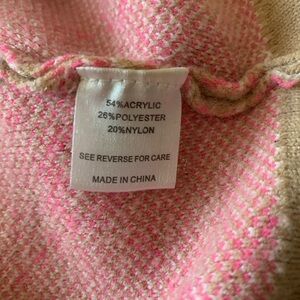 54%ACRYLIC
26%POLYESTER
20%NYLON
SEE REVERSE FOR CARE
MADE IN CHINA